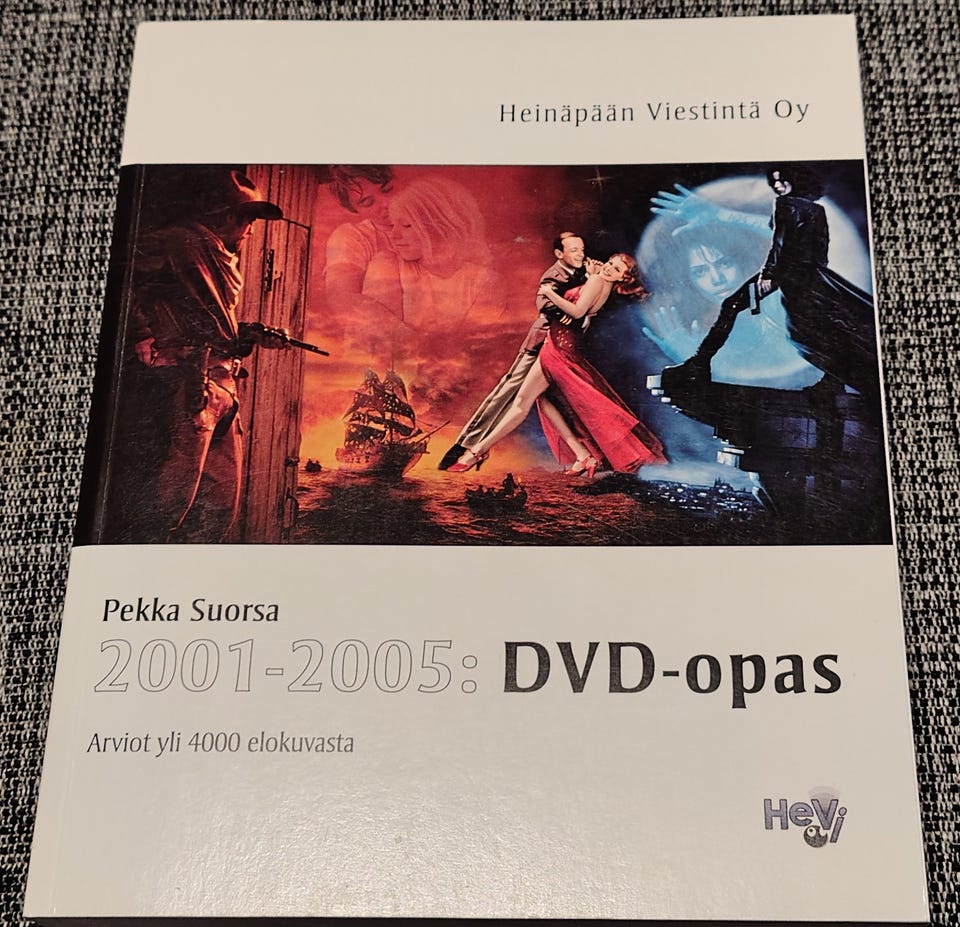 Heinäpään Viestintä Oy
Pekka Suorsa
2001-2005: DVD-opas
Arviot yli 4000 elokuvasta
HeVi